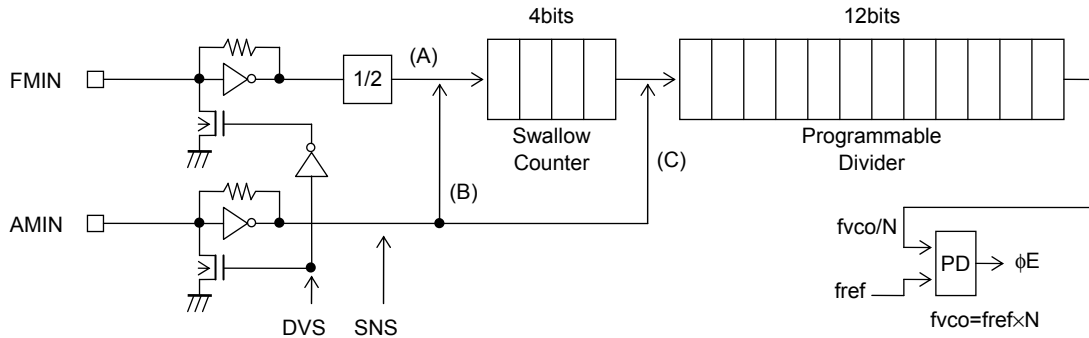 4bits
12bits
FMIN
1/2
(A)
Swallow
Counter
Programmable
Divider
(B)
(C)
AMIN
DVS
SNS
fvco/N
PD
ϕE
fref
fvco=fref×N